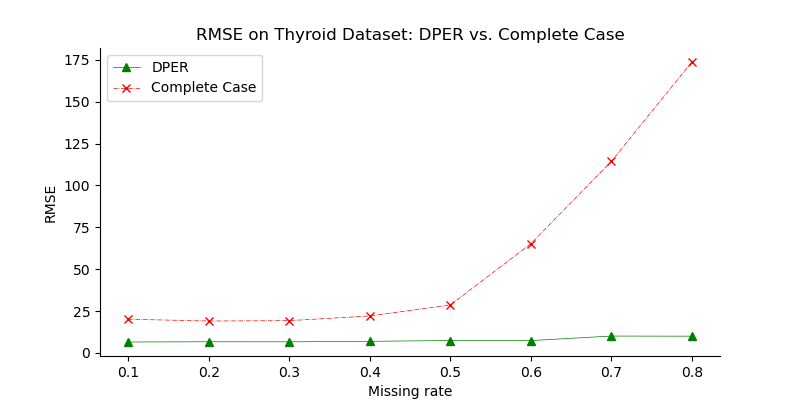 RMSE on Thyroid Dataset: DPER vs. Complete Case
DPER
Complete Case
RMSE
175
150
125
100
75
50
25
0
0.1 0.2 0.3 0.4 0.5 0.6 0.7 0.8
Missing rate